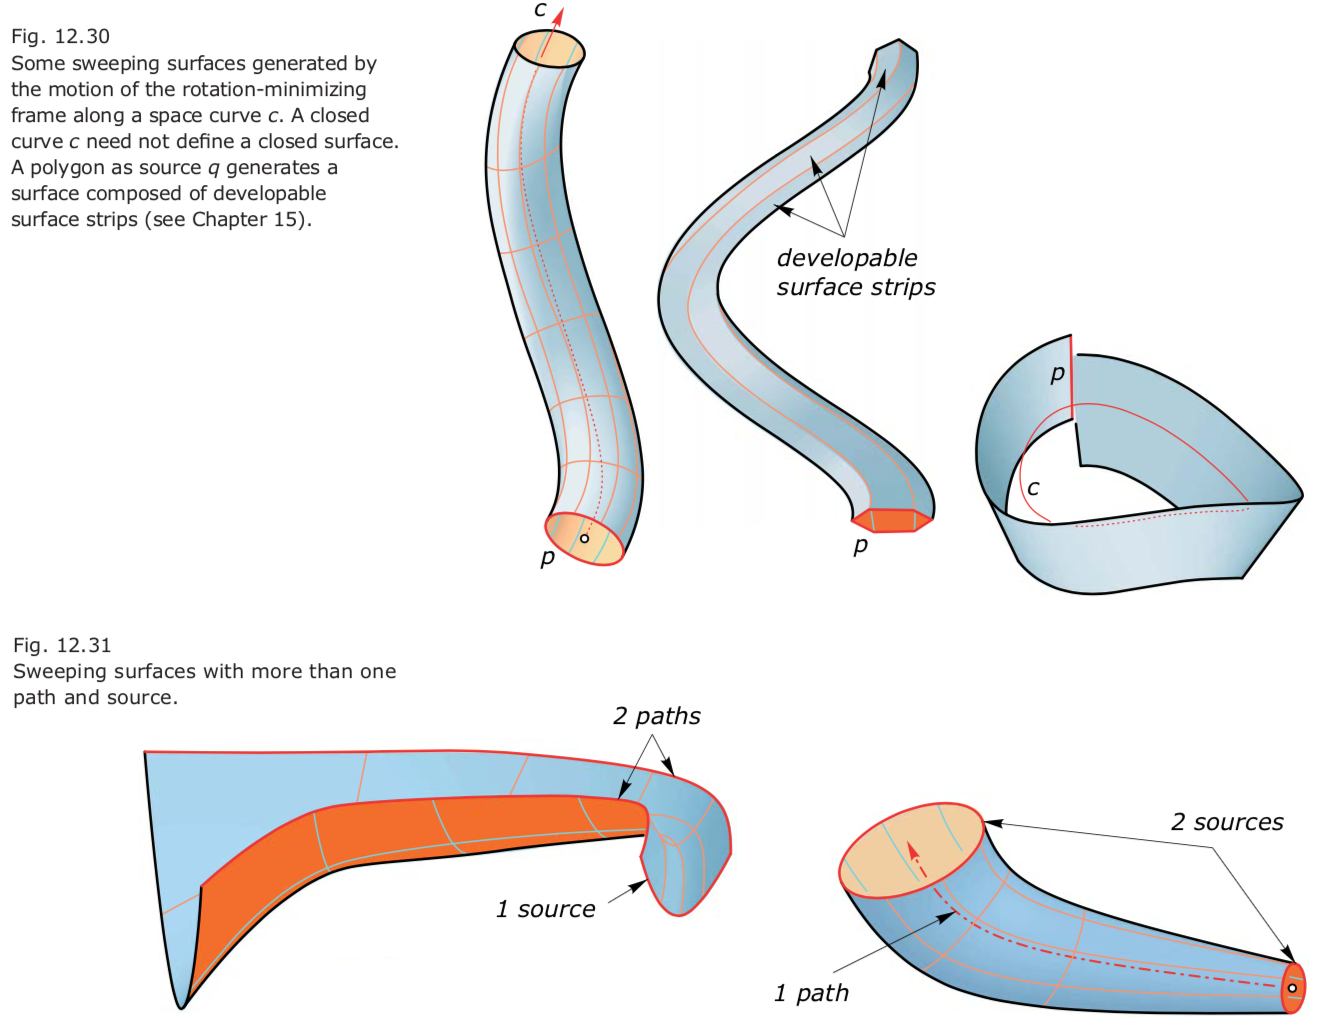 Fig. 12.30
Some sweeping surfaces generated by
the motion of the rotation-minimizing
frame along a space curve c. A closed
curve c need not define a closed surface.
A polygon as source q generates a
surface composed of developable
surface strips (see Chapter 15).
c
p
developable
surface strips
p
p
c
Fig. 12.31
Sweeping surfaces with more than one
path and source.
2 paths
1 source
2 sources
1 path